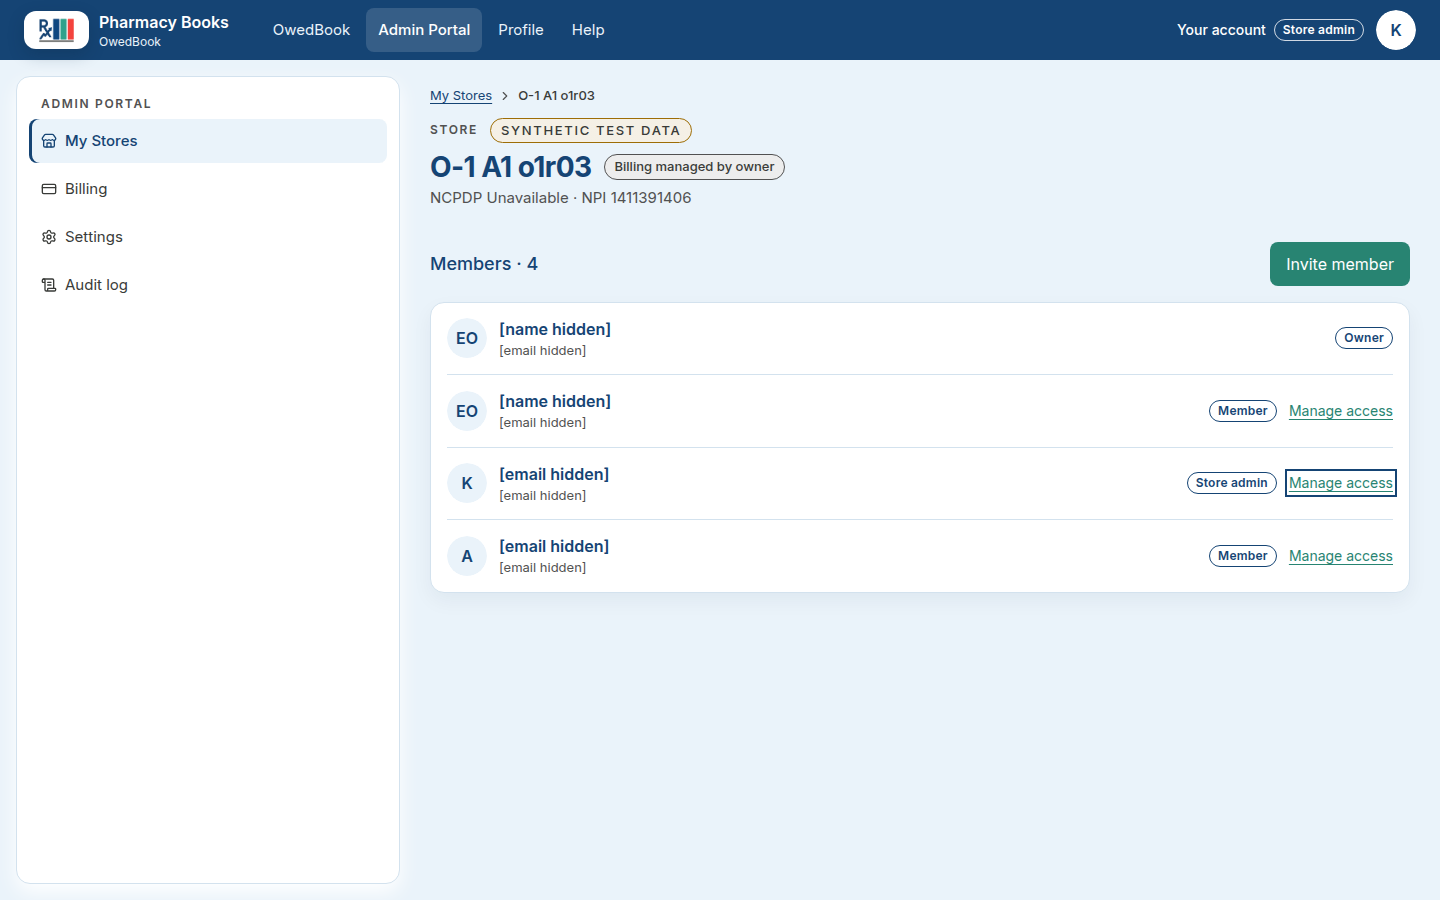 Pharmacy Books
OwedBook
OwedBook
Admin Portal
Profile
Help
Your account
Store admin
K
ADMIN PORTAL
My Stores
Billing
Settings
Audit log
My Stores > O-1 A1 o1r03
STORE
SYNTHETIC TEST DATA
O-1 A1 o1r03
Billing managed by owner
NCPDP Unavailable · NPI 1411391406
Members · 4
Invite member
EO
[name hidden]
[email hidden]
Owner
EO
[name hidden]
[email hidden]
Member
Manage access
K
[email hidden]
[email hidden]
Store admin
Manage access
A
[email hidden]
[email hidden]
Member
Manage access